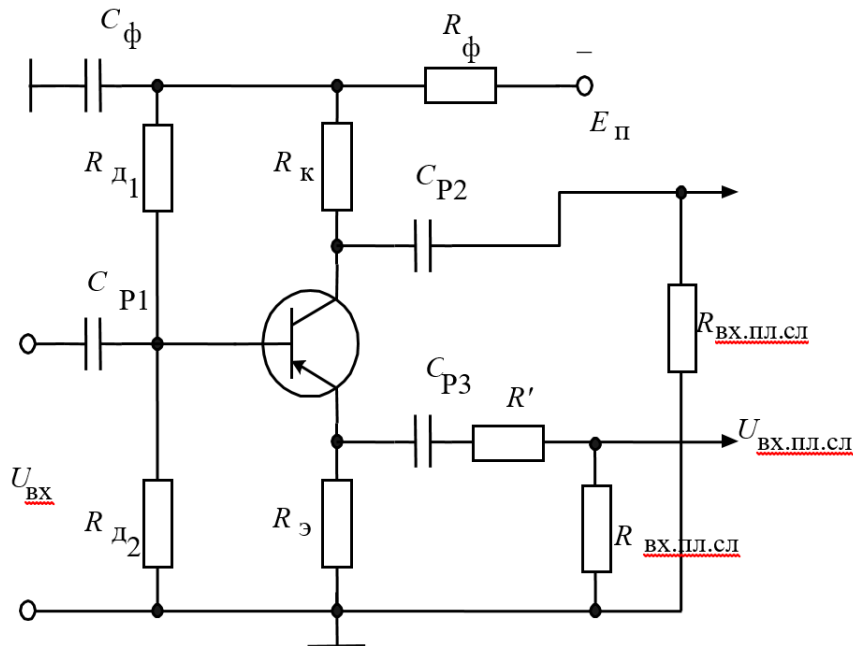 C ф
R ф
–
E п
R Д1
R к
C Р2
C Р1
R вх.пл.сл
C Р3
R′
U вх.пл.сл
U вх
R Д2
R э
R вх.пл.сл